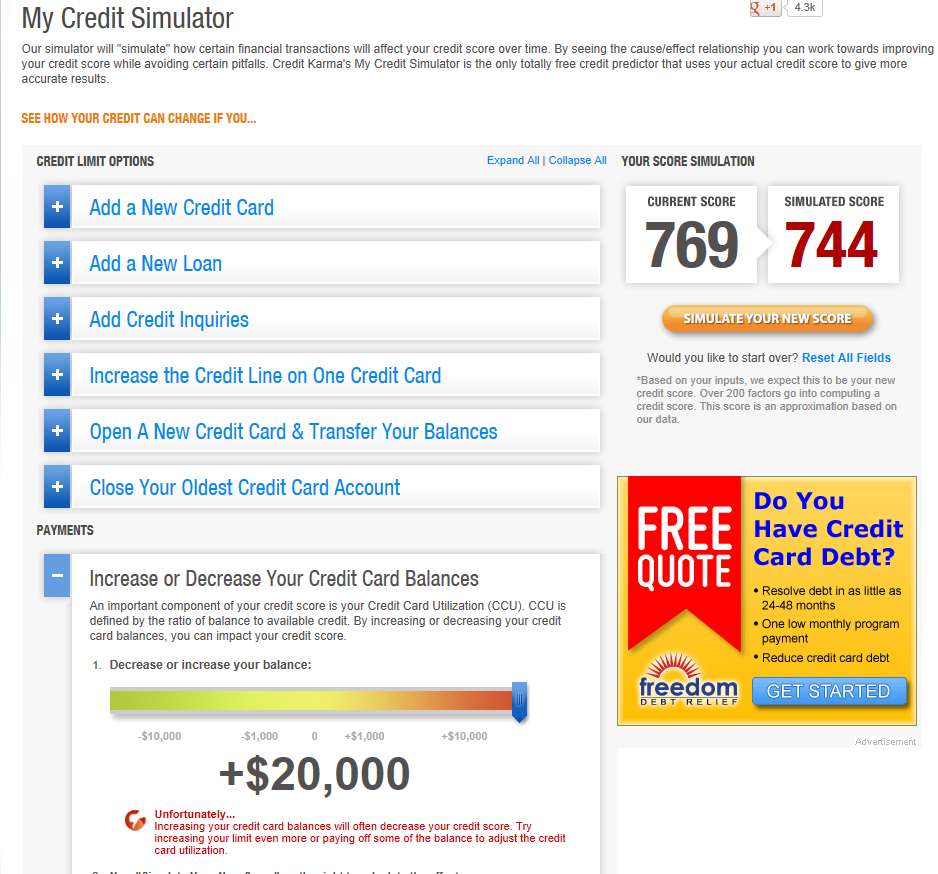 My Credit Simulator
g +1 4.3k
Our simulator will "simulate" how certain financial transactions will affect your credit score over time. By seeing the cause/effect relationship you can work towards improving
your credit score while avoiding certain pitfalls. Credit Karma's My Credit Simulator is the only totally free credit predictor that uses your actual credit score to give more
accurate results.
SEE HOW YOUR CREDIT CAN CHANGE IF YOU...
CREDIT LIMIT OPTIONS
Expand All | Collapse All
+ Add a New Credit Card
+ Add a New Loan
+ Add Credit Inquiries
+ Increase the Credit Line on One Credit Card
+ Open A New Credit Card & Transfer Your Balances
+ Close Your Oldest Credit Card Account
PAYMENTS
– Increase or Decrease Your Credit Card Balances
An important component of your credit score is your Credit Card Utilization (CCU). CCU is
defined by the ratio of balance to available credit. By increasing or decreasing your credit
card balances, you can impact your credit score.
1. Decrease or increase your balance:
-$10,000 -$1,000 0 +$1,000 +$10,000
+$20,000
Unfortunately...
Increasing your credit card balances will often decrease your credit score. Try
increasing your limit even more or paying off some of the balance to adjust the credit
card utilization.
YOUR SCORE SIMULATION
CURRENT SCORE
769
SIMULATED SCORE
744
SIMULATE YOUR NEW SCORE
Would you like to start over? Reset All Fields
*Based on your inputs, we expect this to be your new
credit score. Over 200 factors go into computing a
credit score. This score is an approximation based on
our data.
FREE
QUOTE
Do You
Have Credit
Card Debt?
• Resolve debt in as little as
24-48 months
• One low monthly program
payment
• Reduce credit card debt
freedom
DEBT RELIEF
GET STARTED
Advertisement